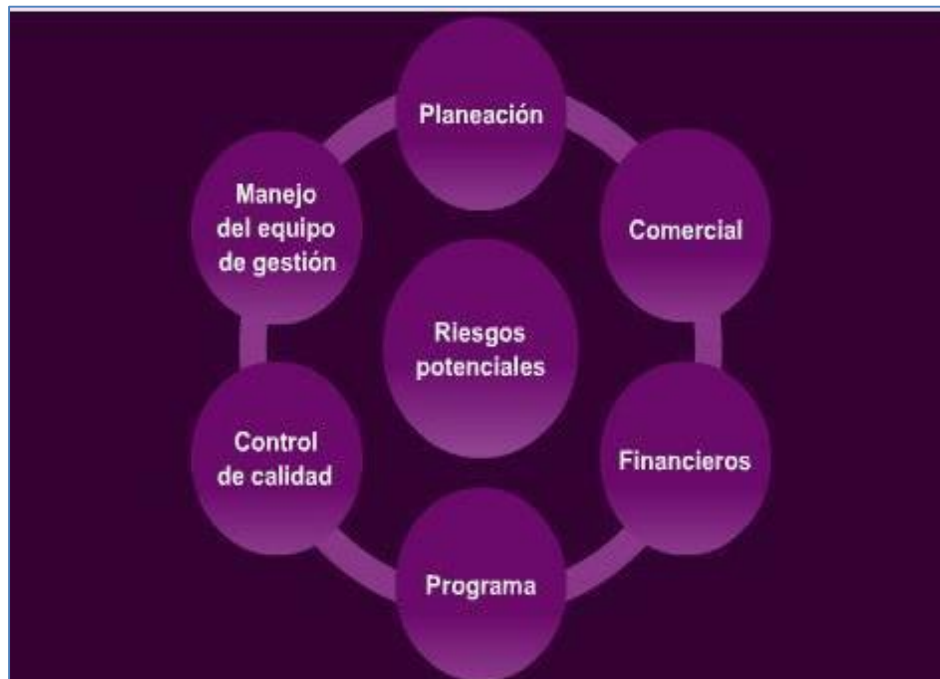 Planeación
Comercial
Financieros
Programa
Control
de calidad
Manejo
del equipo
de gestión
Riesgos
potenciales